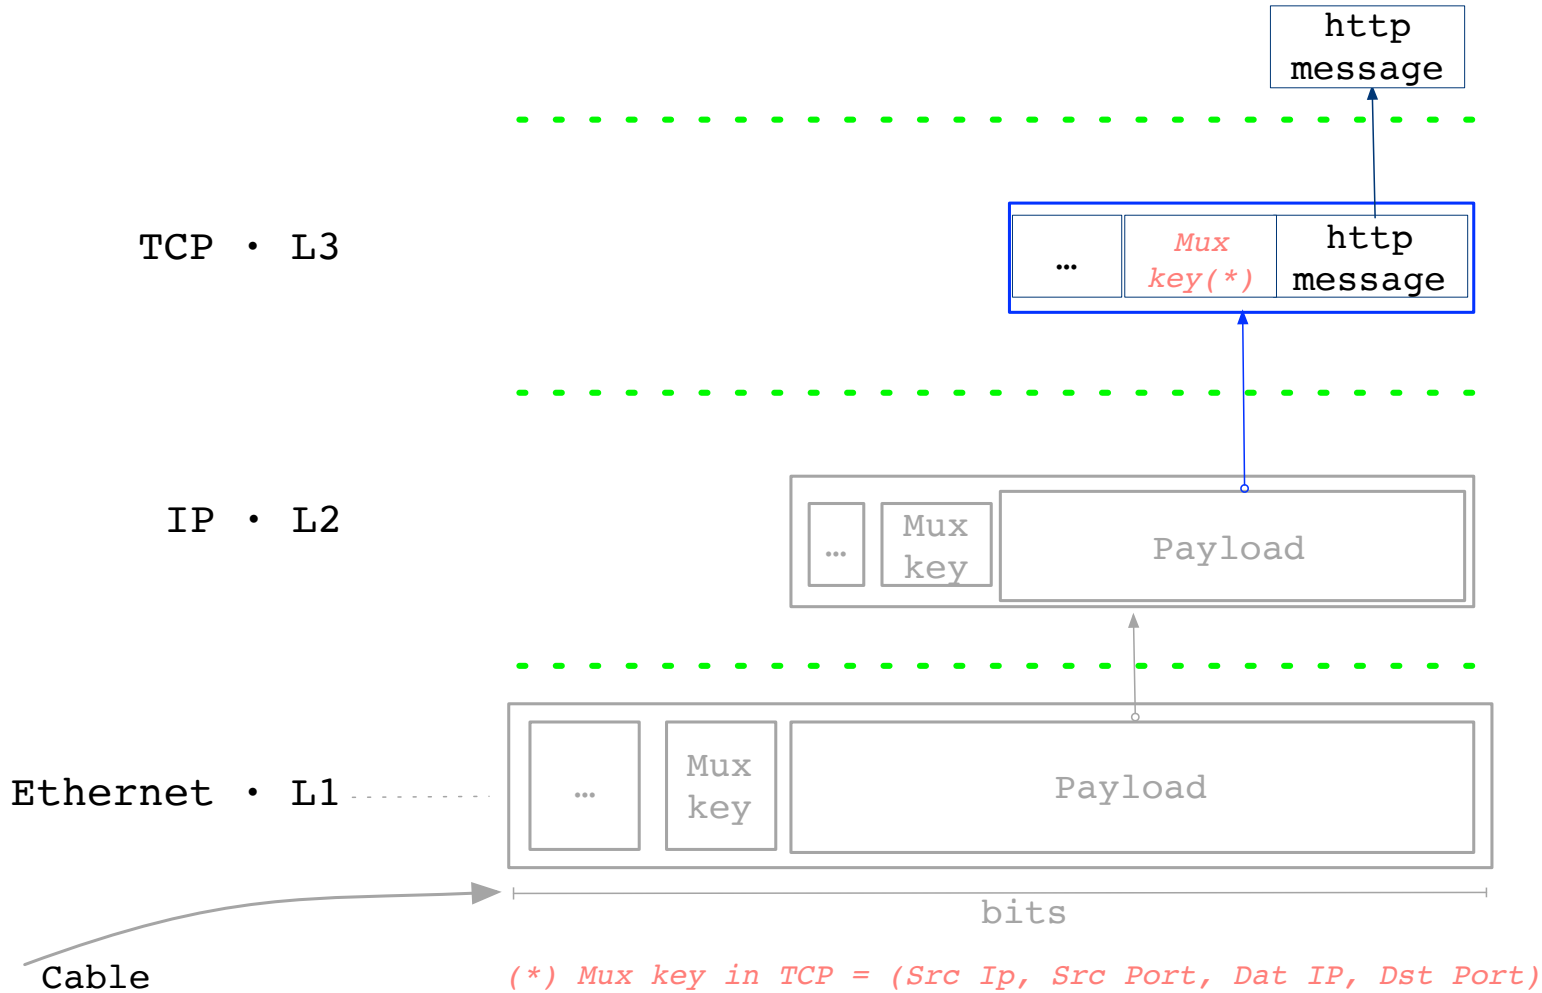 http
message
TCP · L3
…
Mux
key(*)
http
message
IP · L2
…
Mux
key
Payload
Ethernet · L1
…
Mux
key
Payload
bits
Cable
(*) Mux key in TCP = (Src Ip, Src Port, Dat IP, Dst Port)